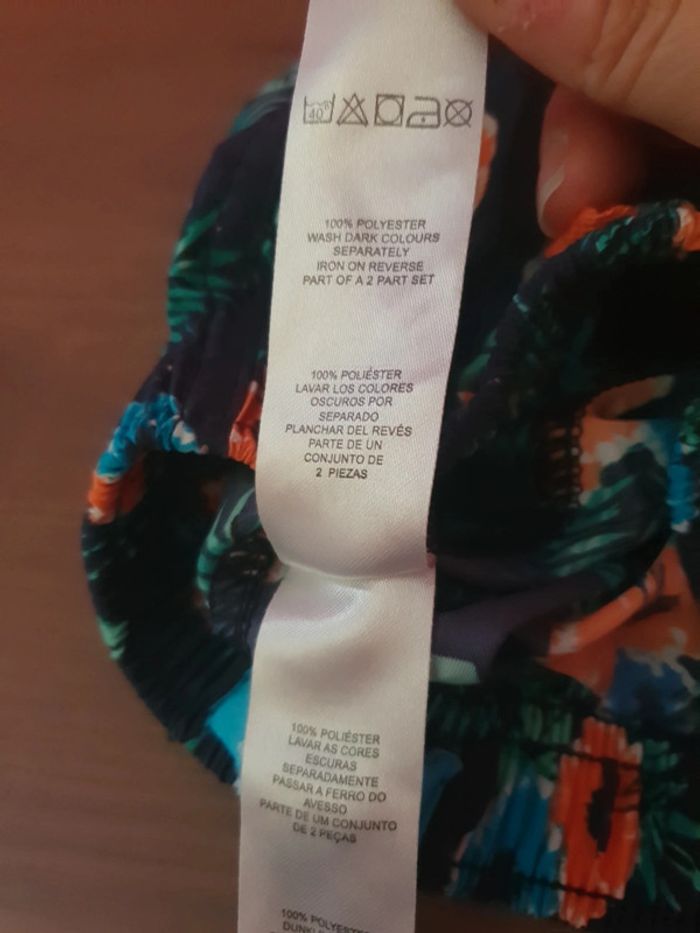 40°
100% POLYESTER
WASH DARK COLOURS
SEPARATELY
IRON ON REVERSE
PART OF A 2 PART SET
100% POLIÉSTER
LAVAR LOS COLORES
OSCUROS POR
SEPARADO
PLANCHAR DEL REVÉS
PARTE DE UN
CONJUNTO DE
2 PIEZAS
100% POLIÉSTER
LAVAR AS CORES
ESCURAS
SEPARADAMENTE
PASSAR A FERRO DO
AVESSO
PARTE DE UM CONJUNTO
DE 2 PEÇAS
100%